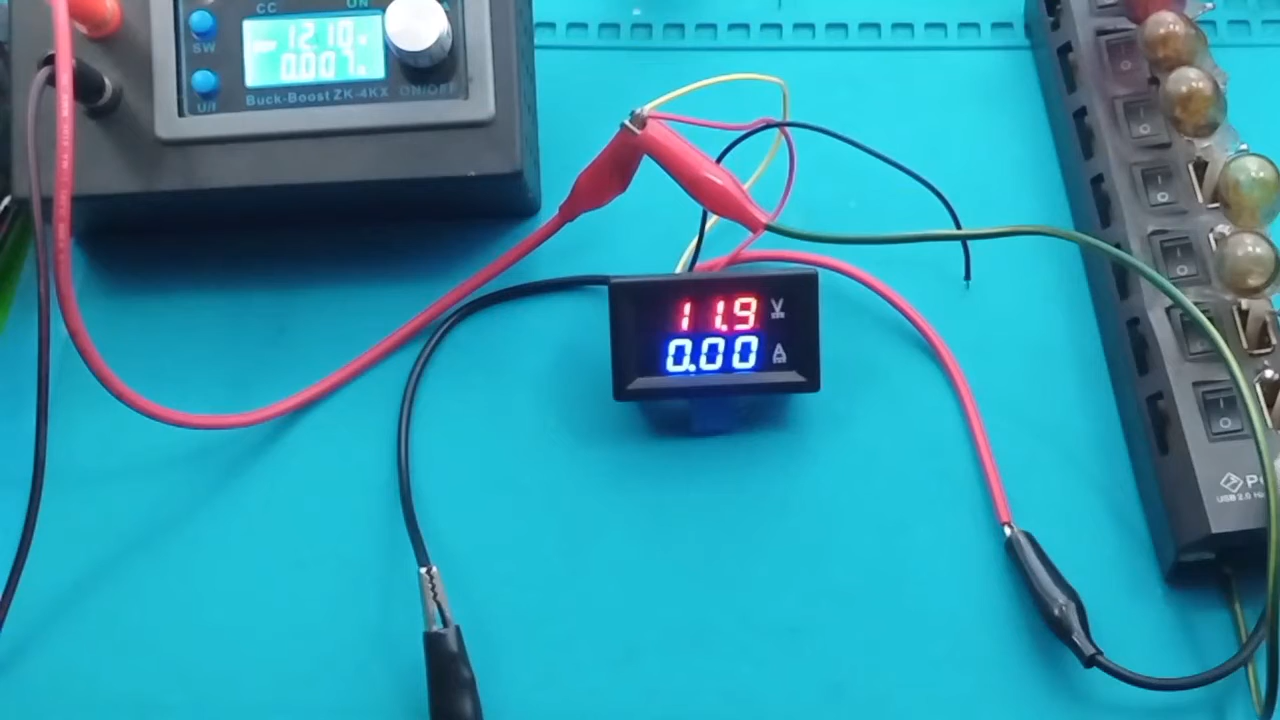 CC ON
SW
12.10 V
0.007 A
U/I
Buck-Boost ZK-4KX ON/OFF
11.9 V
0.00 A
USB 2.0